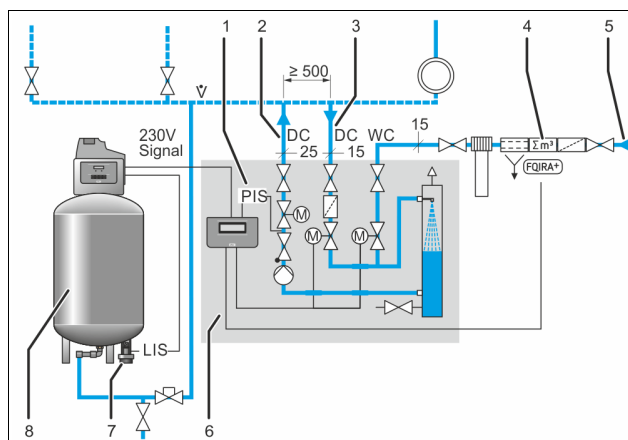 1 2 3 4 5
≥ 500
V̇
230V
Signal
DC DC WC 15
25 15
Σ m³
FQIRA+
PIS
M
M M
LIS
8 7 6